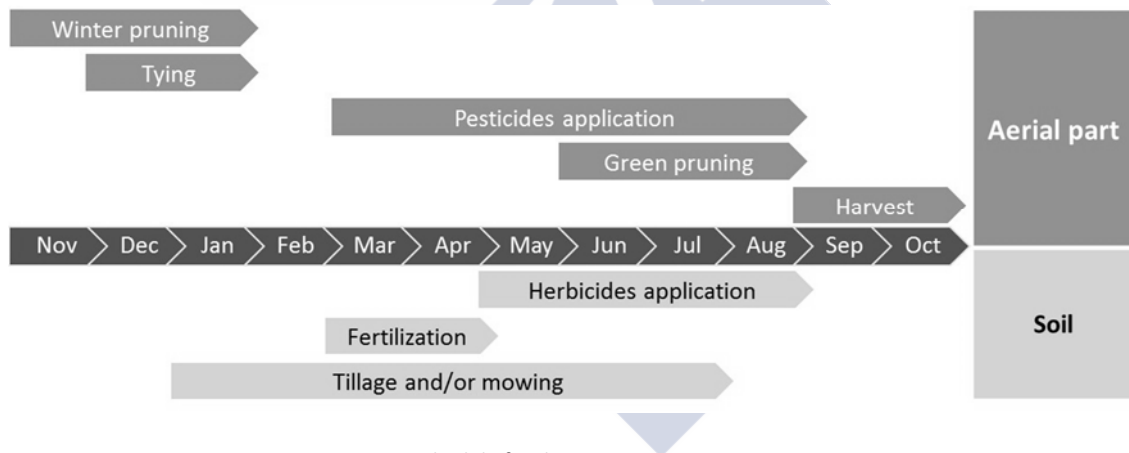 Winter pruning
Tying
Pesticides application
Green pruning
Harvest
Aerial part
Nov Dec Jan Feb Mar Apr May Jun Jul Aug Sep Oct
Herbicides application
Fertilization
Tillage and/or mowing
Soil